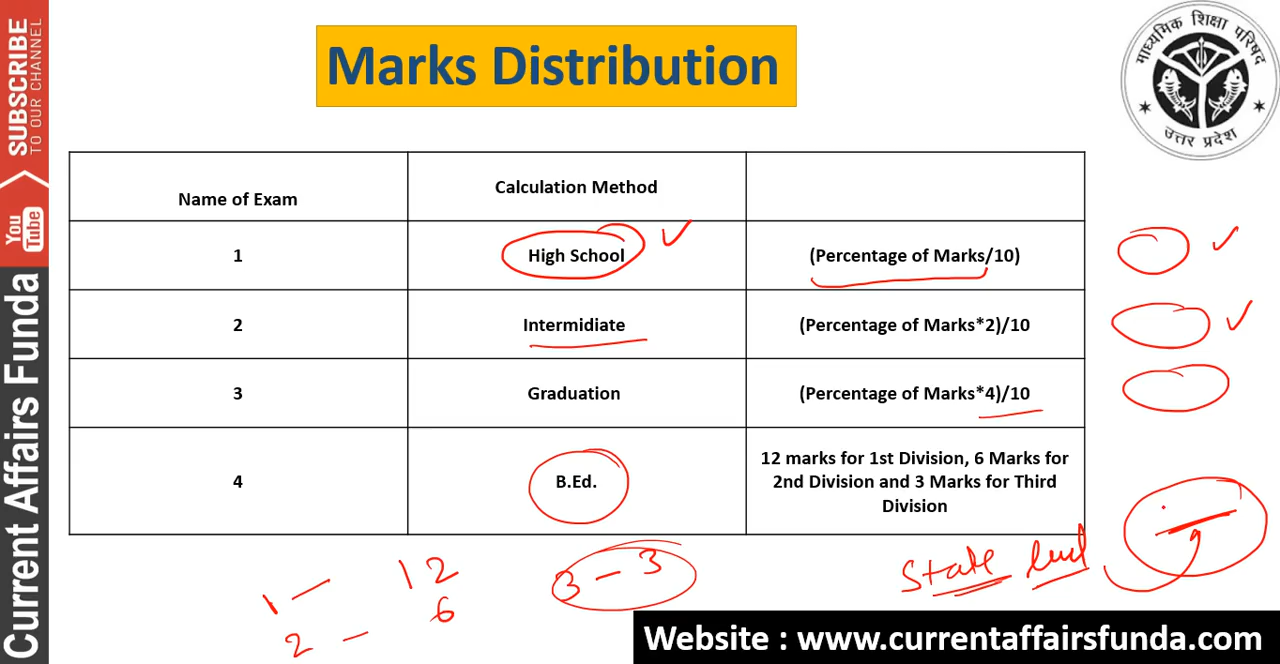 SUBSCRIBE
TO OUR CHANNEL
You
Tube
Current Affairs Funda
Marks Distribution
माध्यमिक शिक्षा परिषद
उत्तर प्रदेश
Name of Exam
Calculation Method
1
High School
(Percentage of Marks/10)
2
Intermidiate
(Percentage of Marks*2)/10
3
Graduation
(Percentage of Marks*4)/10
4
B.Ed.
12 marks for 1st Division, 6 Marks for
2nd Division and 3 Marks for Third
Division
1 – 12
2 – 6
3 – 3
State level
Website : www.currentaffairsfunda.com